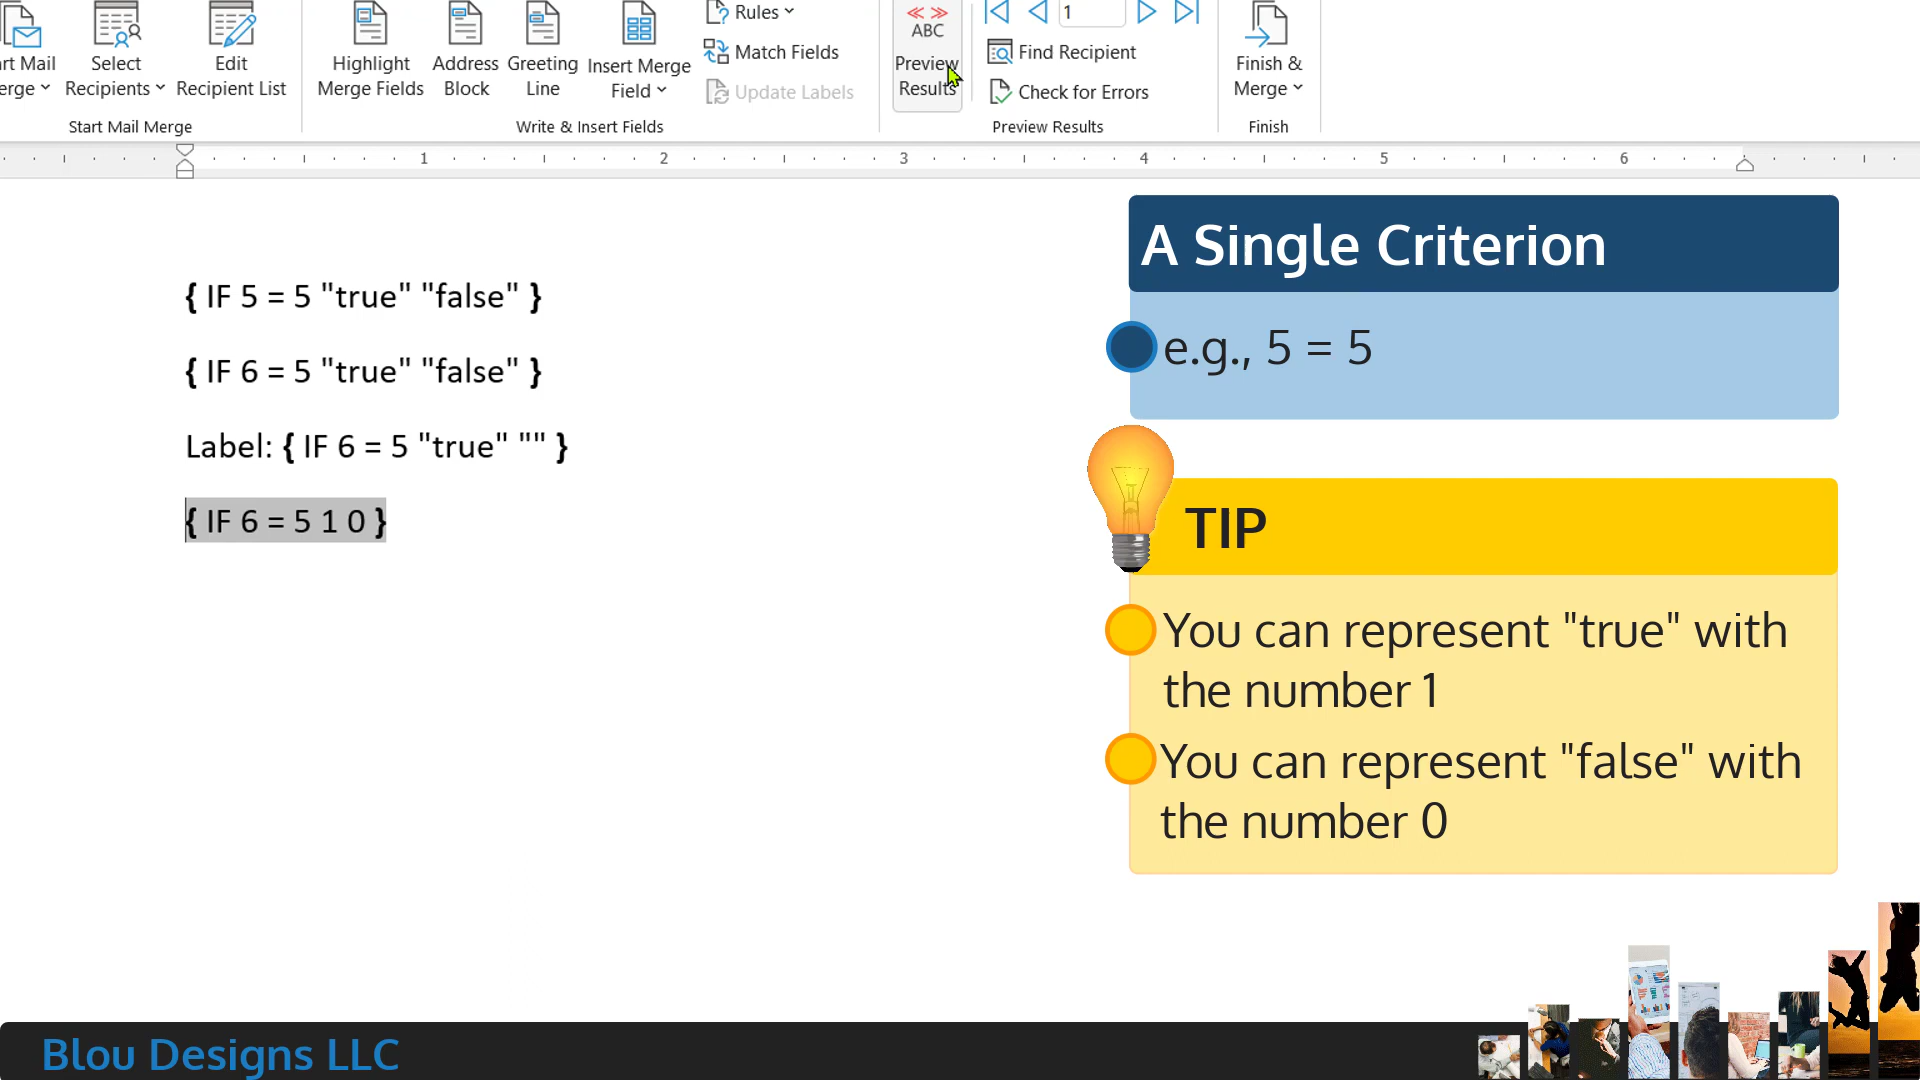 rt Mail
erge
Select
Recipients
Edit
Recipient List
Start Mail Merge
Highlight
Merge Fields
Address
Block
Greeting
Line
Insert Merge
Field
Rules
Match Fields
Update Labels
Write & Insert Fields
ABC
Preview
Results
1
Find Recipient
Check for Errors
Preview Results
Finish &
Merge
Finish
1 2 3 4 5 6
{ IF 5 = 5 "true" "false" }
{ IF 6 = 5 "true" "false" }
Label: { IF 6 = 5 "true" "" }
{ IF 6 = 5 1 0 }
A Single Criterion
e.g., 5 = 5
TIP
You can represent "true" with
the number 1
You can represent "false" with
the number 0
Blou Designs LLC